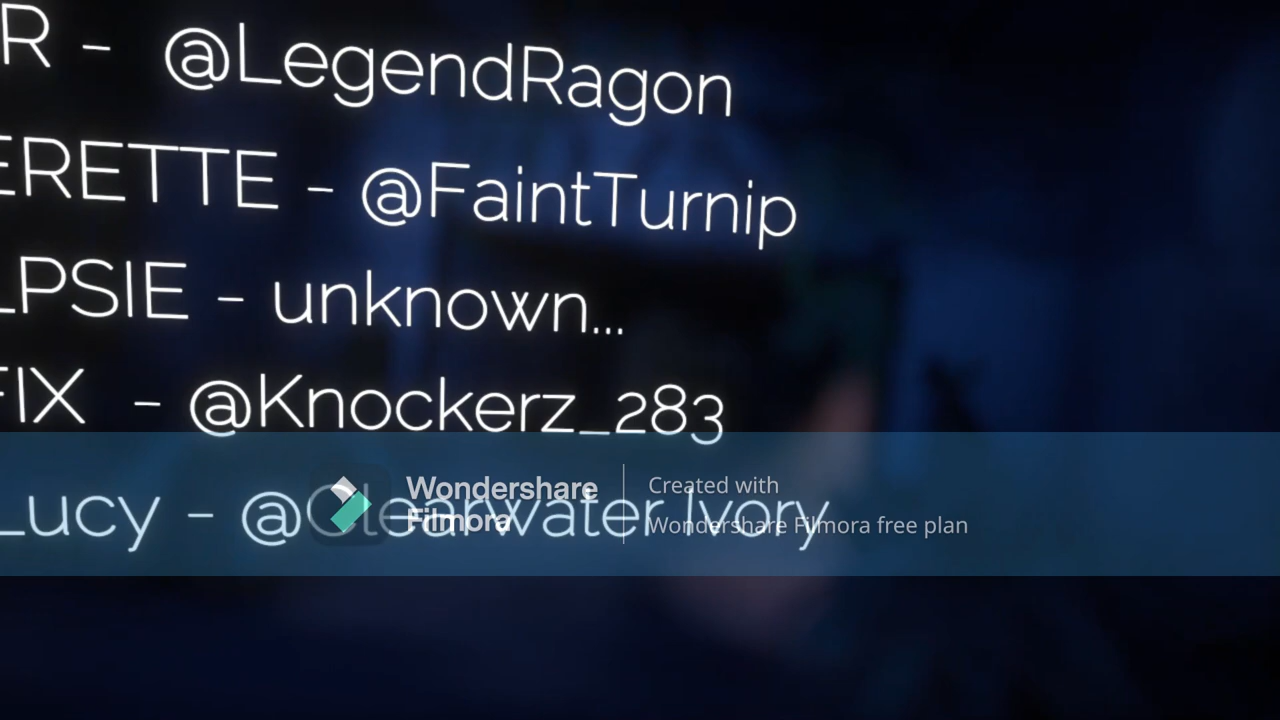 R - @LegendRagon
ERETTE - @FaintTurnip
LPSIE - unknown...
FIX - @Knockerz_283
Lucy - @Clearwater Ivory
Wondershare
Filmora
Created with
Wondershare Filmora free plan